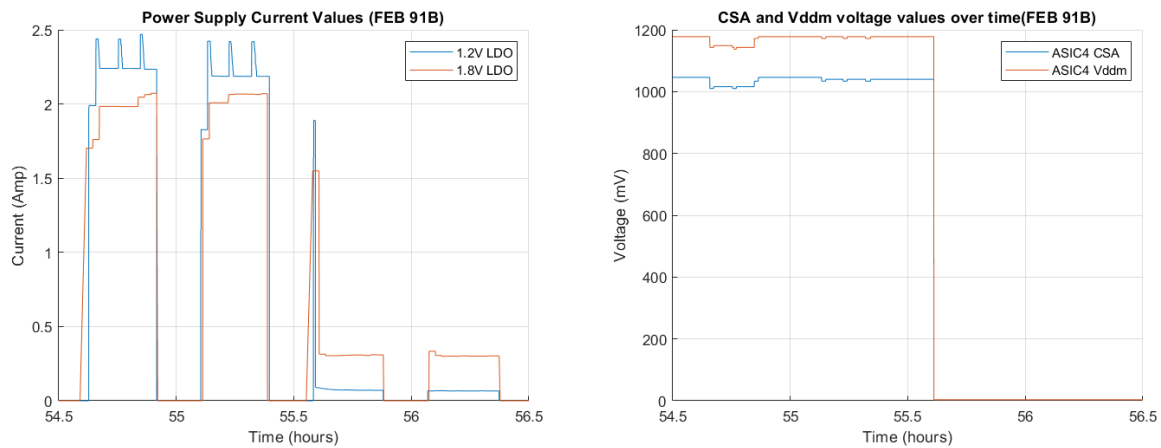 Power Supply Current Values (FEB 91B)
2.5
2
1.5
1
0.5
0
Current (Amp)
1.2V LDO
1.8V LDO
54.5 55 55.5 56 56.5
Time (hours)
CSA and Vddm voltage values over time(FEB 91B)
1200
1000
800
600
400
200
0
Voltage (mV)
ASIC4 CSA
ASIC4 Vddm
54.5 55 55.5 56 56.5
Time (hours)